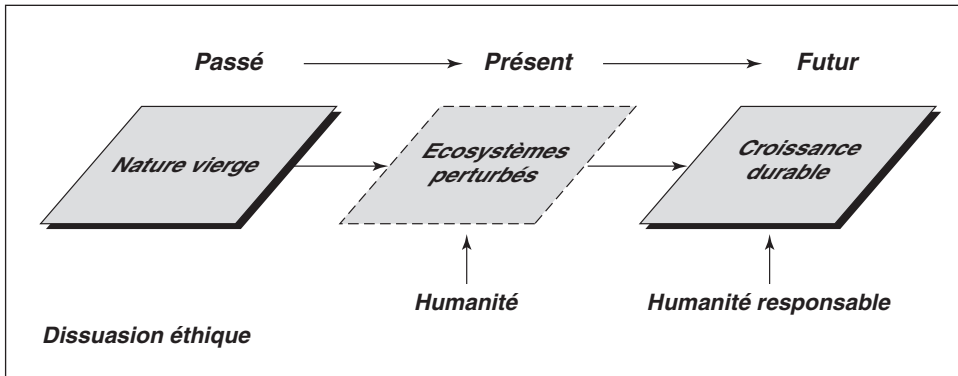 Passé Présent Futur
Nature vierge
Ecosystèmes
perturbés
Croissance
durable
Humanité
Humanité responsable
Dissuasion éthique